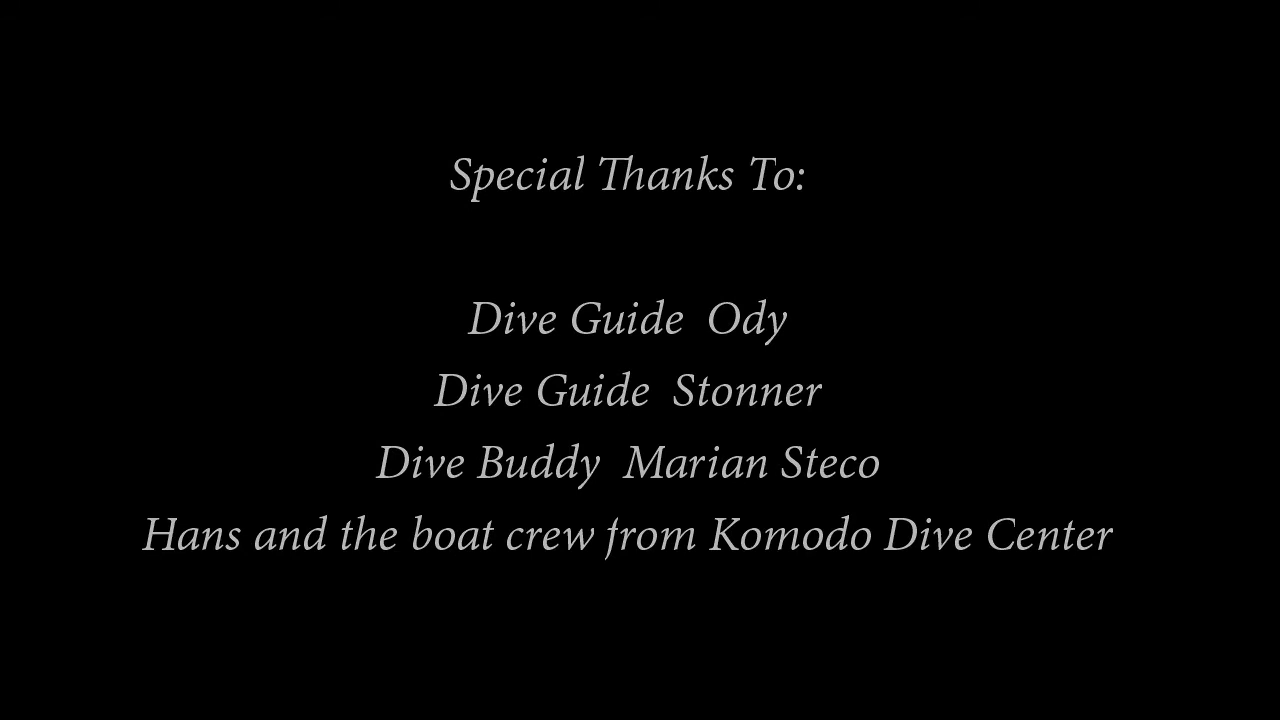 Special Thanks To:
Dive Guide  Ody
Dive Guide  Stonner
Dive Buddy  Marian Steco
Hans and the boat crew from Komodo Dive Center